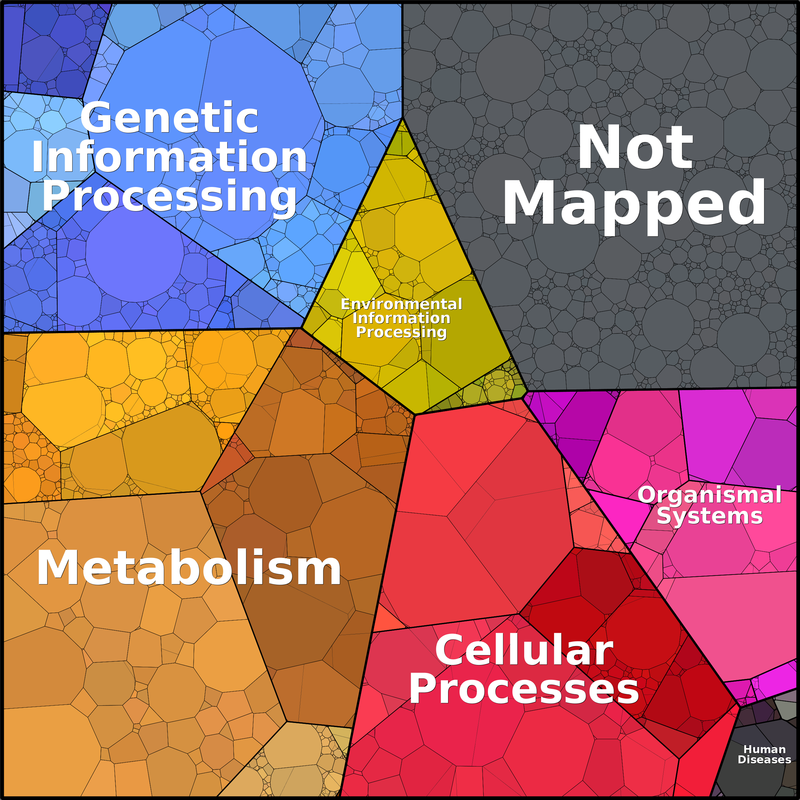 Genetic
Information
Processing
Not
Mapped
Environmental
Information
Processing
Organismal
Systems
Metabolism
Cellular
Processes
Human
Diseases